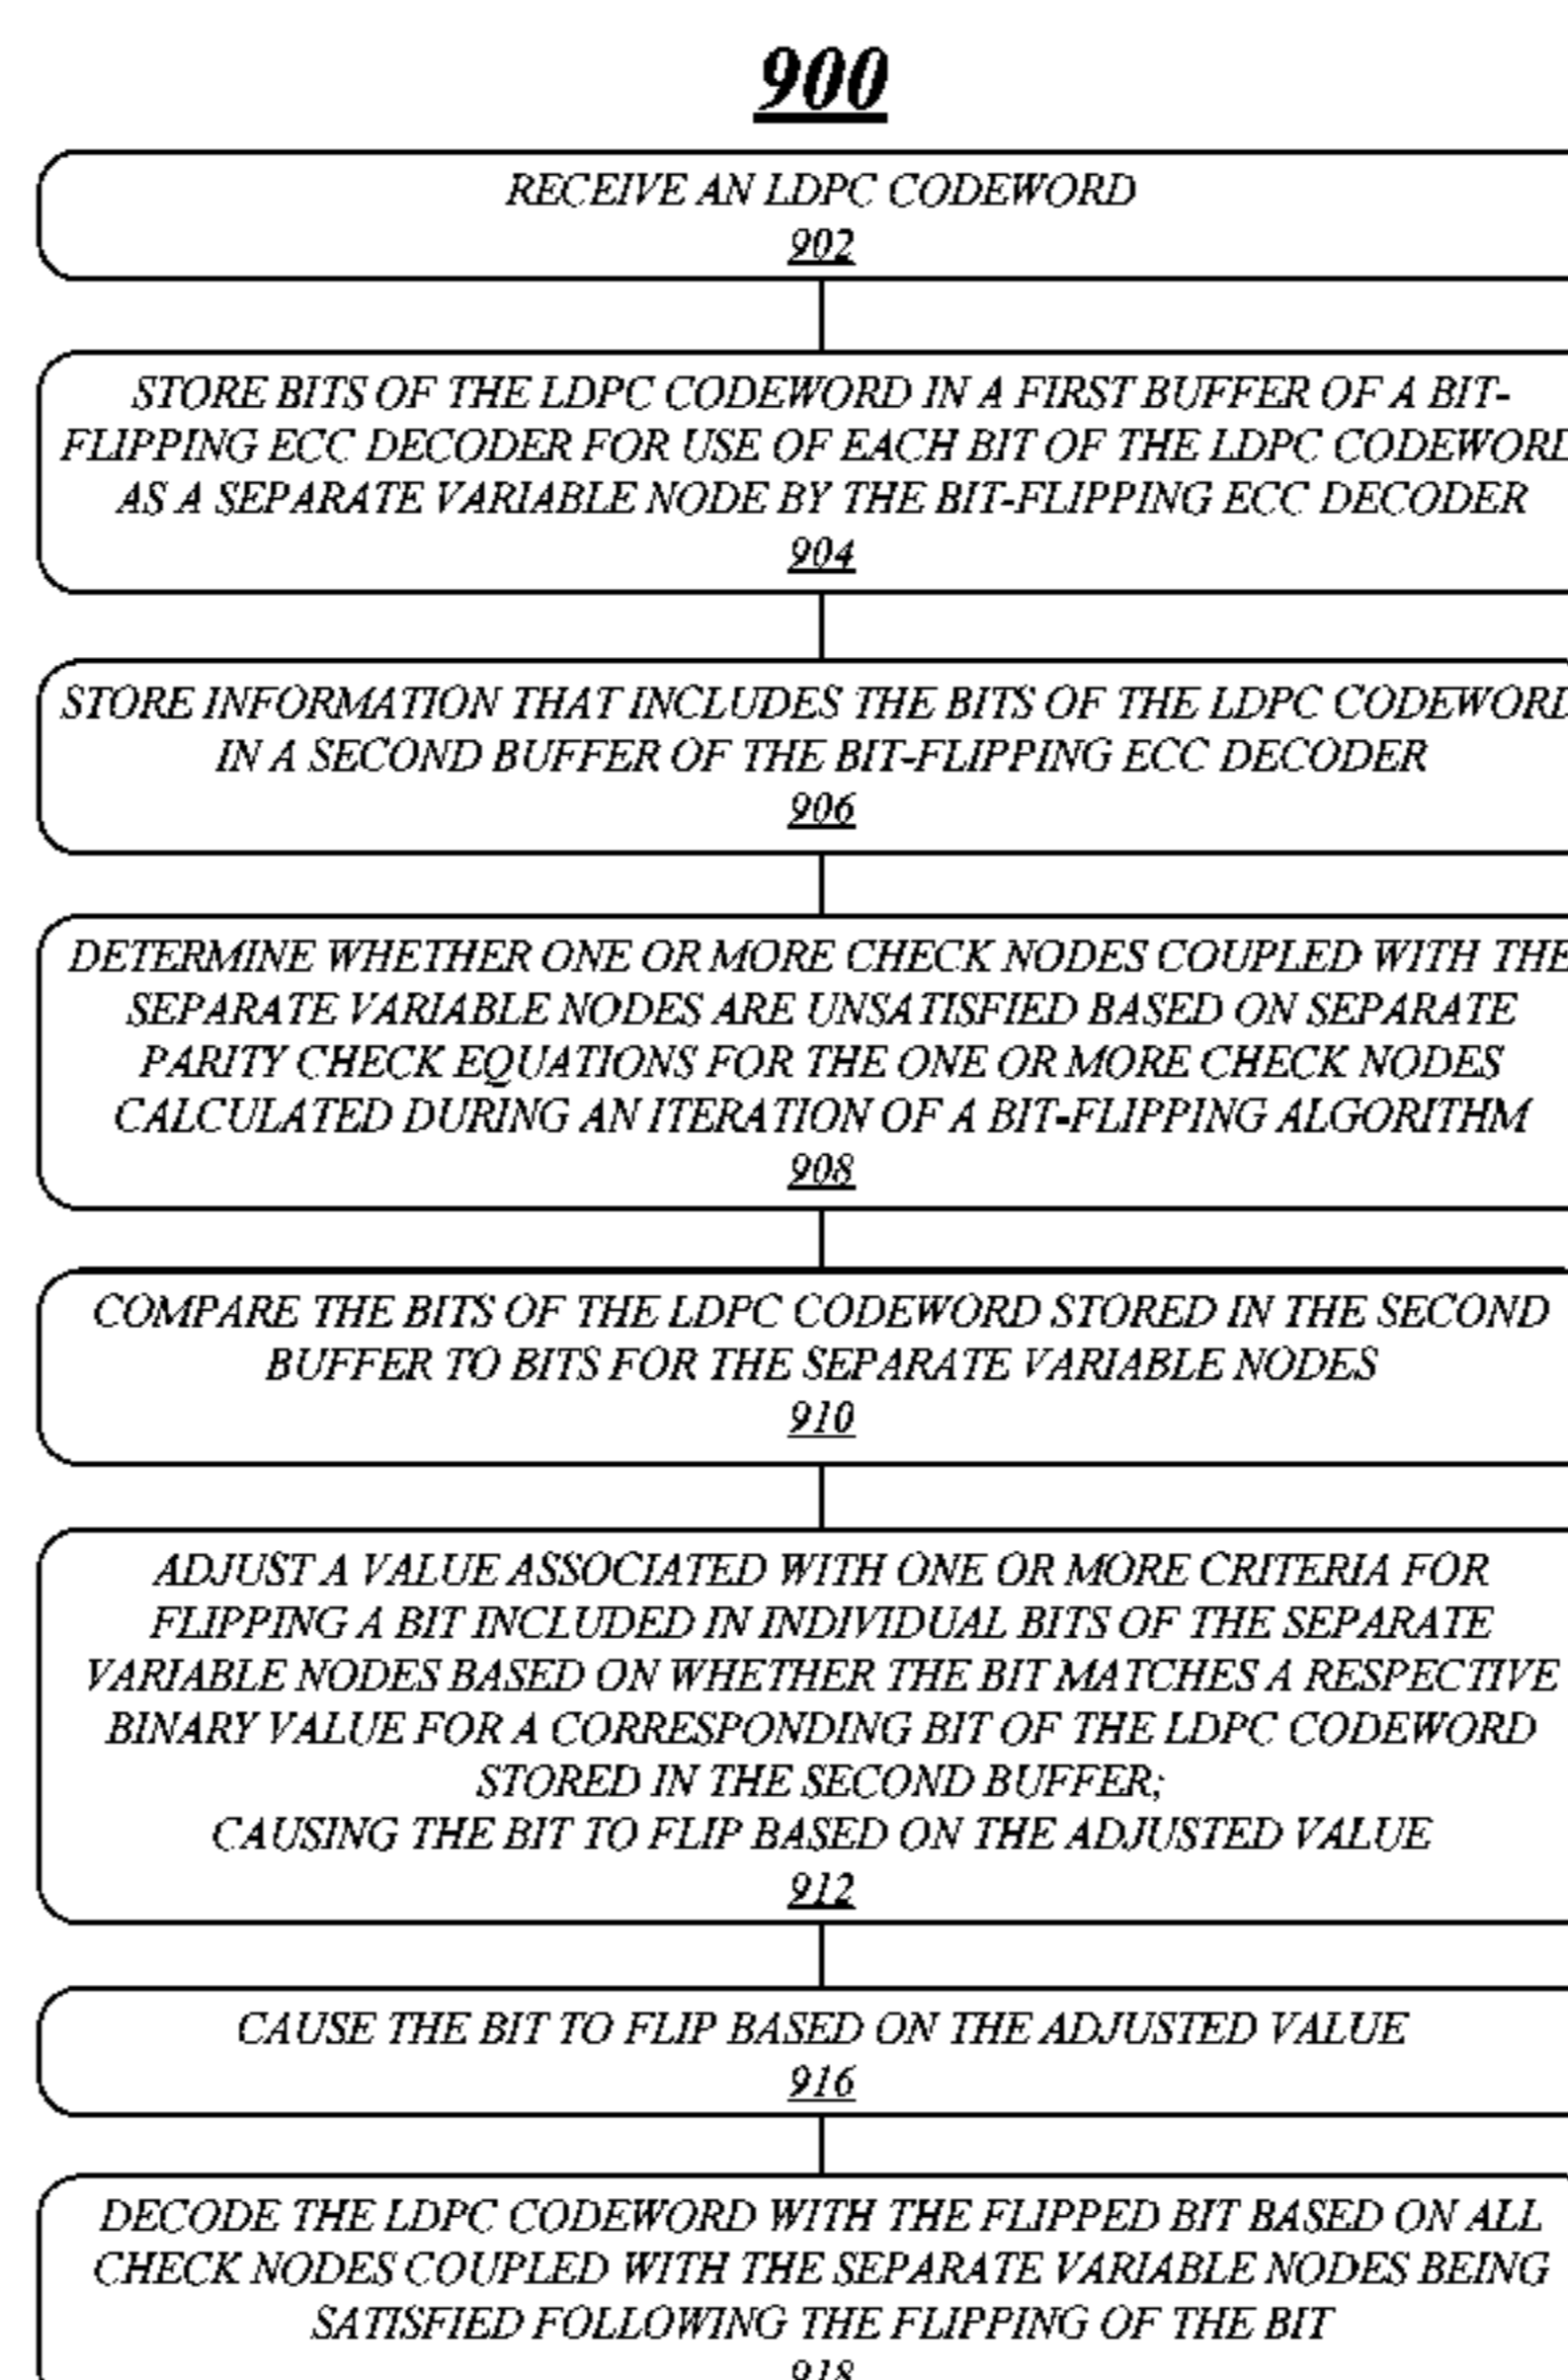 900
RECEIVE AN LDPC CODEWORD
902
STORE BITS OF THE LDPC CODEWORD IN A FIRST BUFFER OF A BIT-
FLIPPING ECC DECODER FOR USE OF EACH BIT OF THE LDPC CODEWORD
AS A SEPARATE VARIABLE NODE BY THE BIT-FLIPPING ECC DECODER
904
STORE INFORMATION THAT INCLUDES THE BITS OF THE LDPC CODEWORD
IN A SECOND BUFFER OF THE BIT-FLIPPING ECC DECODER
906
DETERMINE WHETHER ONE OR MORE CHECK NODES COUPLED WITH THE
SEPARATE VARIABLE NODES ARE UNSATISFIED BASED ON SEPARATE
PARITY CHECK EQUATIONS FOR THE ONE OR MORE CHECK NODES
CALCULATED DURING AN ITERATION OF A BIT-FLIPPING ALGORITHM
908
COMPARE THE BITS OF THE LDPC CODEWORD STORED IN THE SECOND
BUFFER TO BITS FOR THE SEPARATE VARIABLE NODES
910
ADJUST A VALUE ASSOCIATED WITH ONE OR MORE CRITERIA FOR
FLIPPING A BIT INCLUDED IN INDIVIDUAL BITS OF THE SEPARATE
VARIABLE NODES BASED ON WHETHER THE BIT MATCHES A RESPECTIVE
BINARY VALUE FOR A CORRESPONDING BIT OF THE LDPC CODEWORD
STORED IN THE SECOND BUFFER;
CAUSING THE BIT TO FLIP BASED ON THE ADJUSTED VALUE
912
CAUSE THE BIT TO FLIP BASED ON THE ADJUSTED VALUE
916
DECODE THE LDPC CODEWORD WITH THE FLIPPED BIT BASED ON ALL
CHECK NODES COUPLED WITH THE SEPARATE VARIABLE NODES BEING
SATISFIED FOLLOWING THE FLIPPING OF THE BIT
918